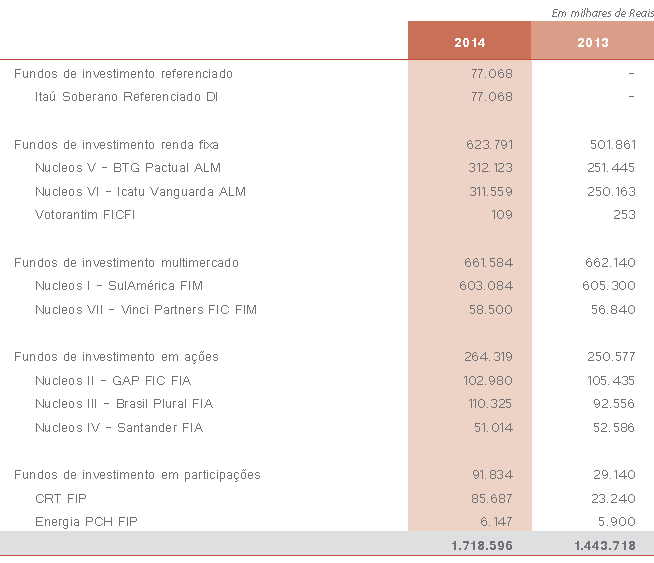 Em milhares de Reais
2014 2013
Fundos de investimento referenciado 77.068 –
Itaú Soberano Referenciado DI 77.068 –
Fundos de investimento renda fixa 623.791 501.861
Nucleos V – BTG Pactual ALM 312.123 251.445
Nucleos VI – Icatu Vanguarda ALM 311.559 250.163
Votorantim FICFI 109 253
Fundos de investimento multimercado 661.584 662.140
Nucleos I – SulAmérica FIM 603.084 605.300
Nucleos VII – Vinci Partners FIC FIM 58.500 56.840
Fundos de investimento em ações 264.319 250.577
Nucleos II – GAP FIC FIA 102.980 105.435
Nucleos III – Brasil Plural FIA 110.325 92.556
Nucleos IV – Santander FIA 51.014 52.586
Fundos de investimento em participações 91.834 29.140
CRT FIP 85.687 23.240
Energia PCH FIP 6.147 5.900
1.718.596 1.443.718